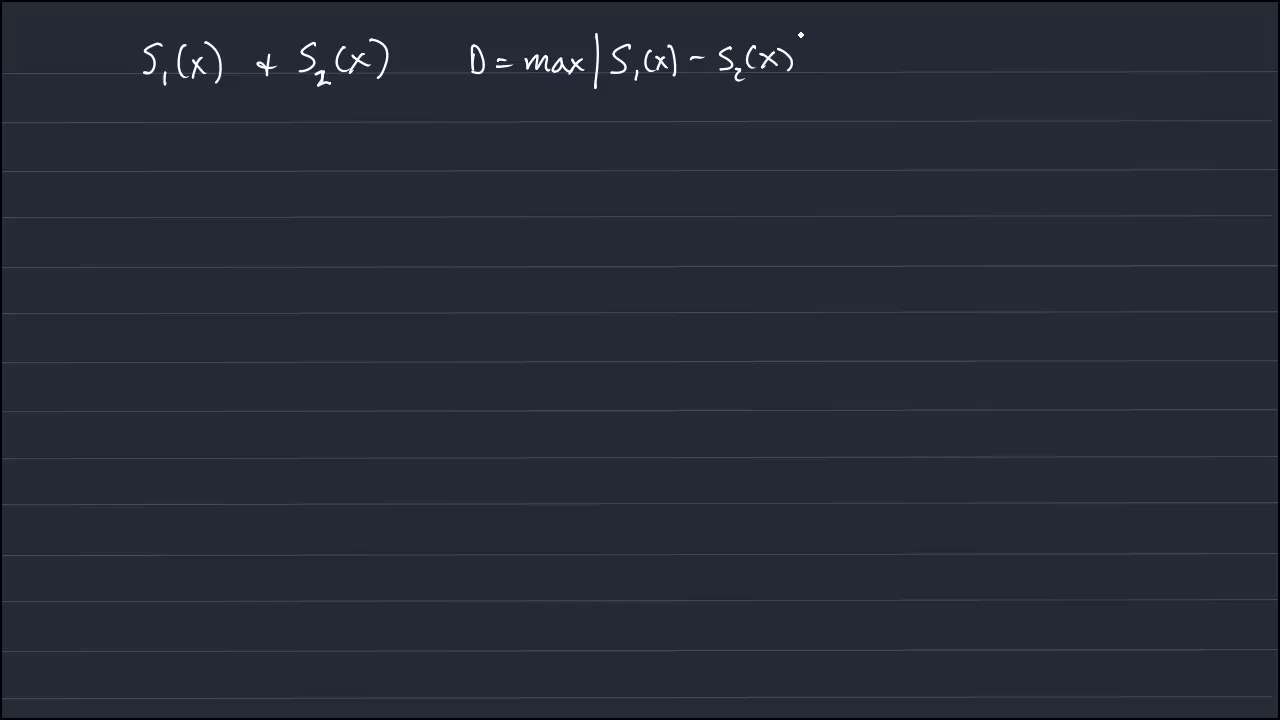 S₁(x) + S₂(x) D = max | S₁(x) - S₂(x)